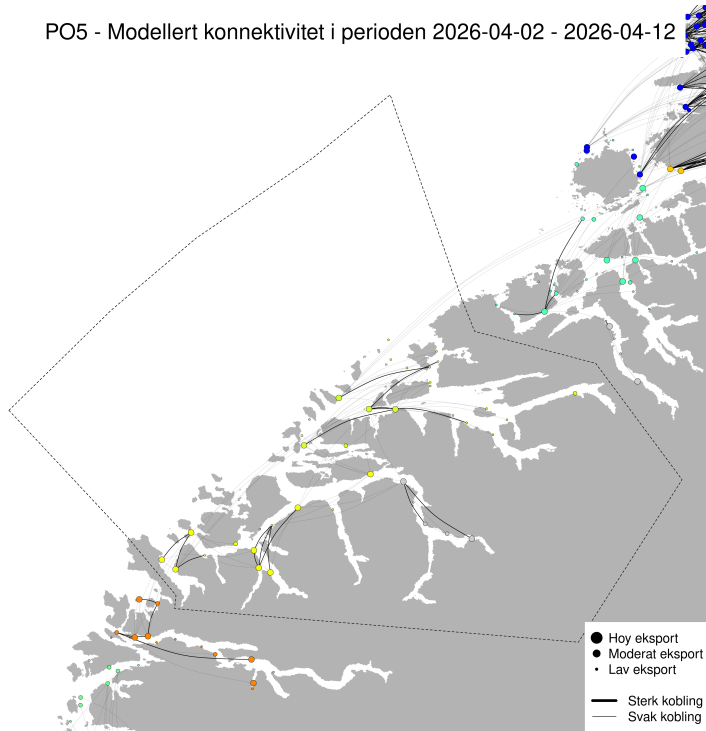 PO5 - Modellert konnektivitet i perioden 2026-04-02 - 2026-04-12
Hoy eksport
Moderat eksport
Lav eksport
Sterk kobling
Svak kobling